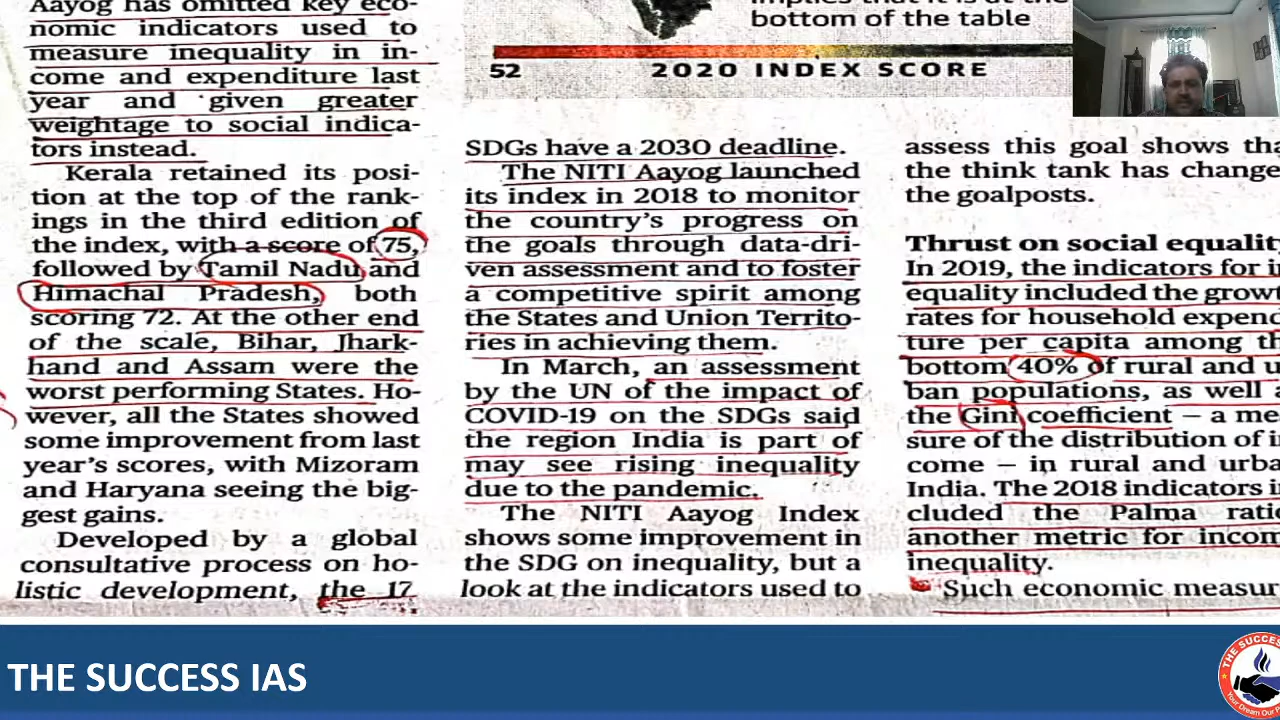 Aayog has omitted key eco-
nomic indicators used to
measure inequality in in-
come and expenditure last
year and given greater
weightage to social indica-
tors instead.
Kerala retained its posi-
tion at the top of the rank-
ings in the third edition of
the index, with a score of 75,
followed by Tamil Nadu and
Himachal Pradesh, both
scoring 72. At the other end
of the scale, Bihar, Jhark-
hand and Assam were the
worst performing States. Ho-
wever, all the States showed
some improvement from last
year's scores, with Mizoram
and Haryana seeing the big-
gest gains.
Developed by a global
consultative process on ho-
listic development, the 17
implies that it is at the
bottom of the table
52 2020 INDEX SCORE
SDGs have a 2030 deadline.
The NITI Aayog launched
its index in 2018 to monitor
the country's progress on
the goals through data-dri-
ven assessment and to foster
a competitive spirit among
the States and Union Territo-
ries in achieving them.
In March, an assessment
by the UN of the impact of
COVID-19 on the SDGs said
the region India is part of
may see rising inequality
due to the pandemic.
The NITI Aayog Index
shows some improvement in
the SDG on inequality, but a
look at the indicators used to
assess this goal shows
the think tank has
the goalposts.
Thrust on social
In 2019, the indicators for
equality included the
rates for household
ture per capita among
bottom 40% of rural and
ban populations, as well
the Gini coefficient – a
sure of the distribution of
come – in rural and
India. The 2018 indicators
cluded the Palma
another metric for
inequality.
Such economic
THE SUCCESS IAS
THE SUCCES
Your Dream Our